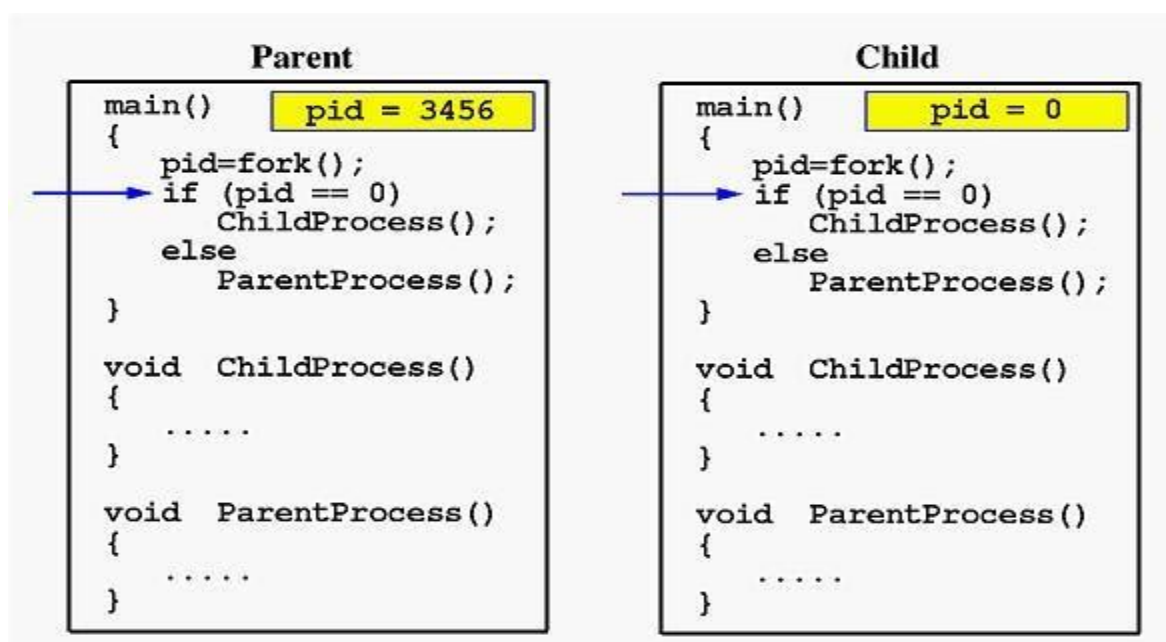 Parent
main() pid = 3456
{
pid=fork();
if (pid == 0)
ChildProcess();
else
ParentProcess();
}
void ChildProcess()
{
.....
}
void ParentProcess()
{
.....
}
Child
main() pid = 0
{
pid=fork();
if (pid == 0)
ChildProcess();
else
ParentProcess();
}
void ChildProcess()
{
.....
}
void ParentProcess()
{
.....
}